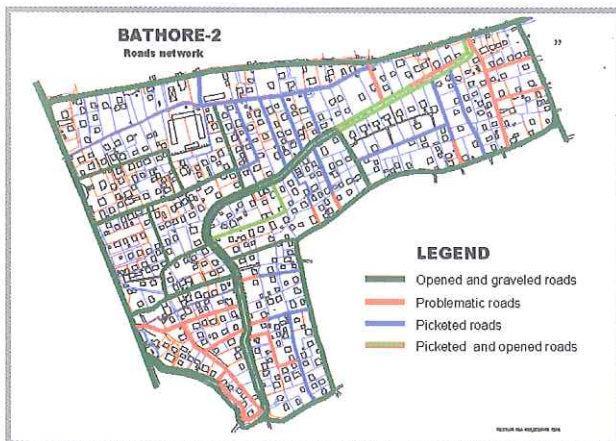 BATHORE-2
Roads network
”
LEGEND
Opened and graveled roads
Problematic roads
Picketed roads
Picketed and opened roads